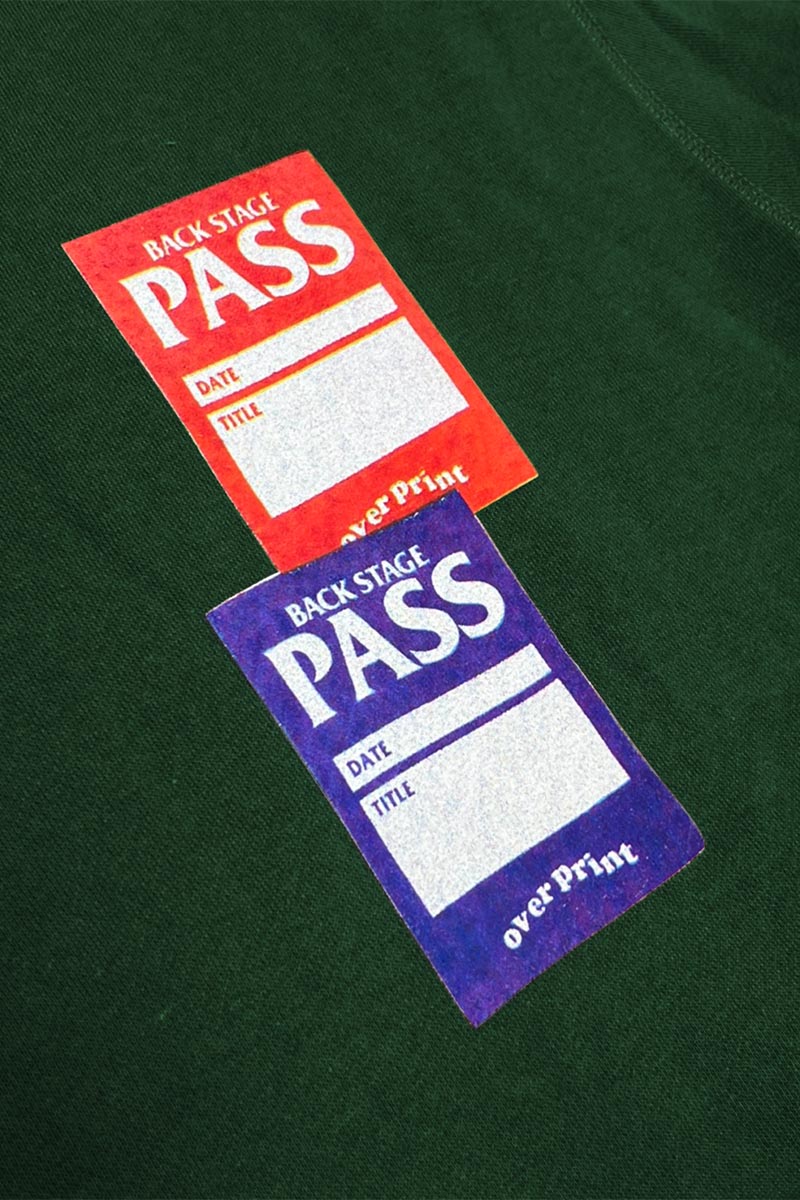 BACK STAGE
PASS
DATE
TITLE
over Print
BACK STAGE
PASS
DATE
TITLE
over Print